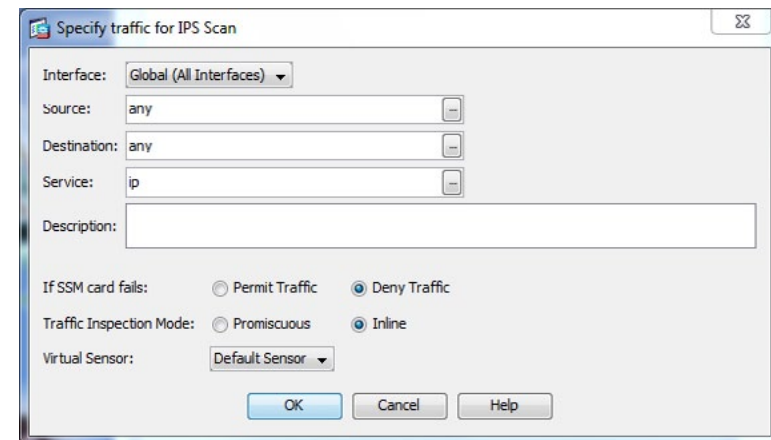 Specify traffic for IPS Scan
Interface: Global (All Interfaces)
Source: any ...
Destination: any ...
Service: ip ...
Description:
If SSM card fails: Permit Traffic Deny Traffic
Traffic Inspection Mode: Promiscuous Inline
Virtual Sensor: Default Sensor
OK Cancel Help